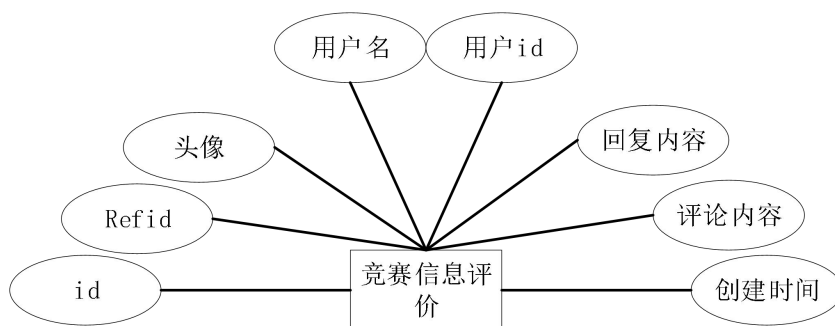 用户名
用户id
头像
回复内容
Refid
评论内容
id
竞赛信息评
价
创建时间